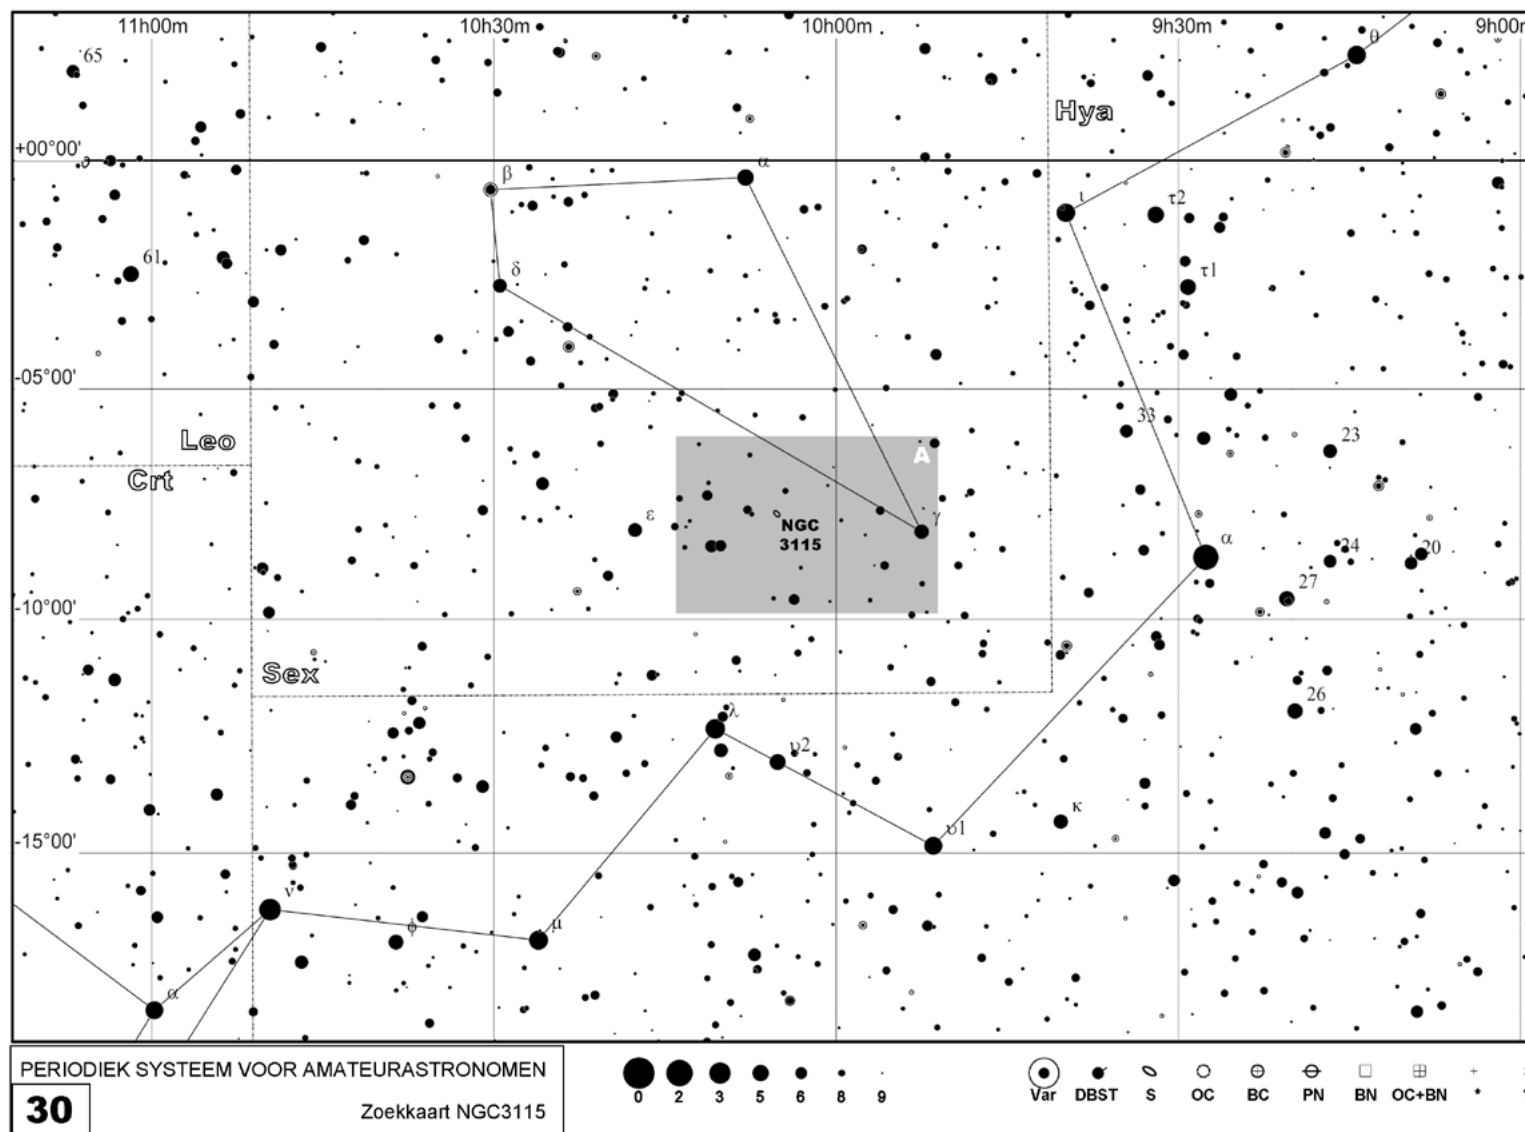 11h00m 10h30m 10h00m 9h30m 9h00m
65 θ
Hya
+00°00'
β α ι τ2
61 δ τ1
-05°00'
Leo 33 23
Crt A
ε NGC γ α 24 20
3115
27
-10°00'
Sex
λ 26
υ2
κ
-15°00' υ1
ν
ϕ μ
α
PERIODIEK SYSTEEM VOOR AMATEURASTRONOMEN
30 Zoekkaart NGC3115
0 2 3 5 6 8 9
Var DBST S OC BC PN BN OC+BN *